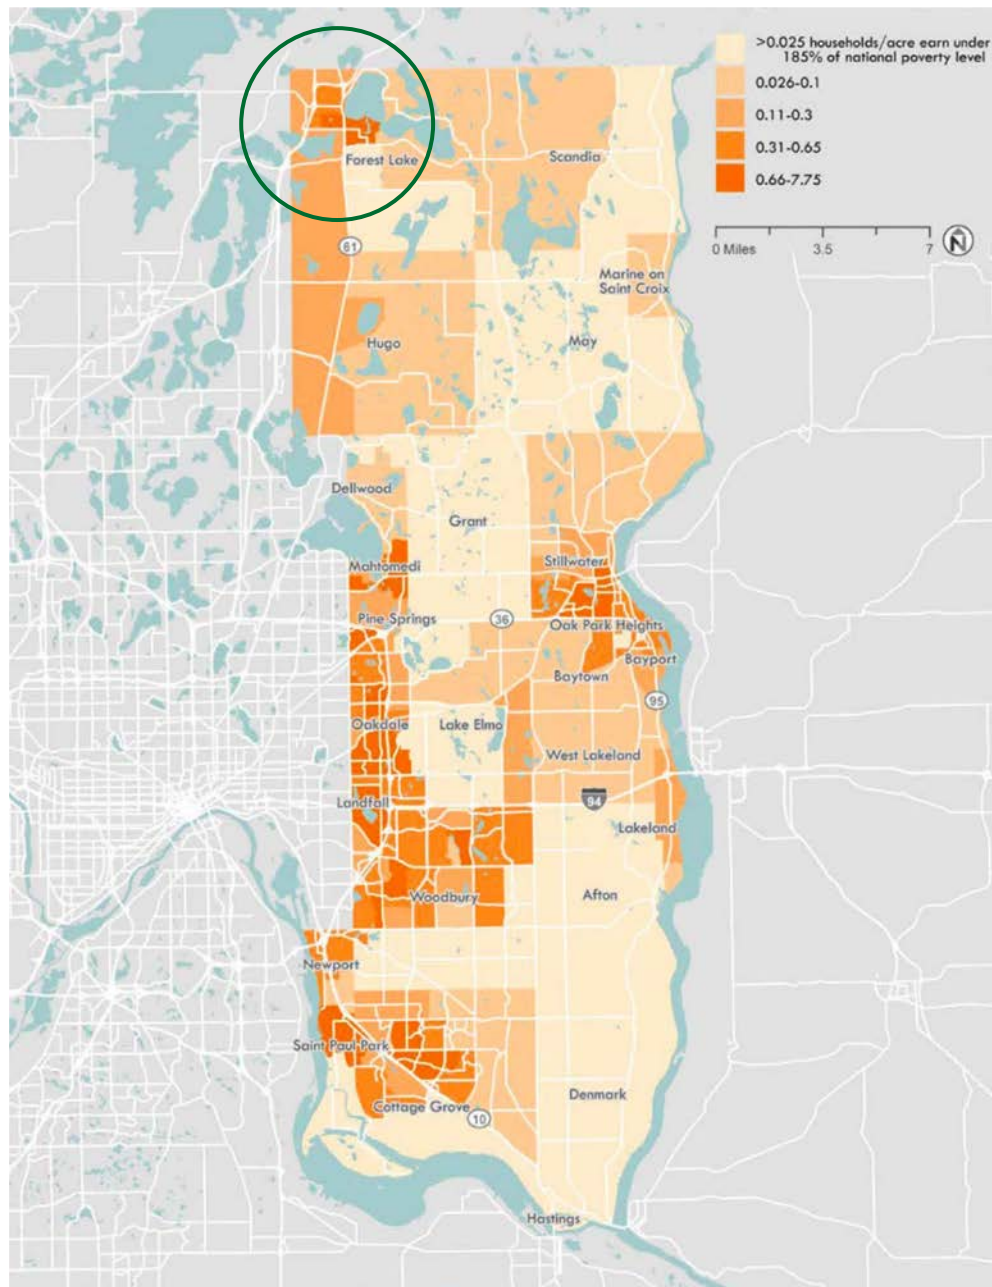 >0.025 households/acre earn under
185% of national poverty level
0.026-0.1
0.11-0.3
0.31-0.65
0.66-7.75
0 Miles
3.5
7
N
Forest Lake
Scandia
61
Marine on
Saint Croix
Hugo
May
Dellwood
Grant
Mahtomedi
Stillwater
Pine Springs
36
Oak Park Heights
Bayport
Baytown
95
Oakdale
Lake Elmo
West Lakeland
Landfall
94
Lakeland
Woodbury
Afton
Newport
Saint Paul Park
Denmark
Cottage Grove
10
Hastings